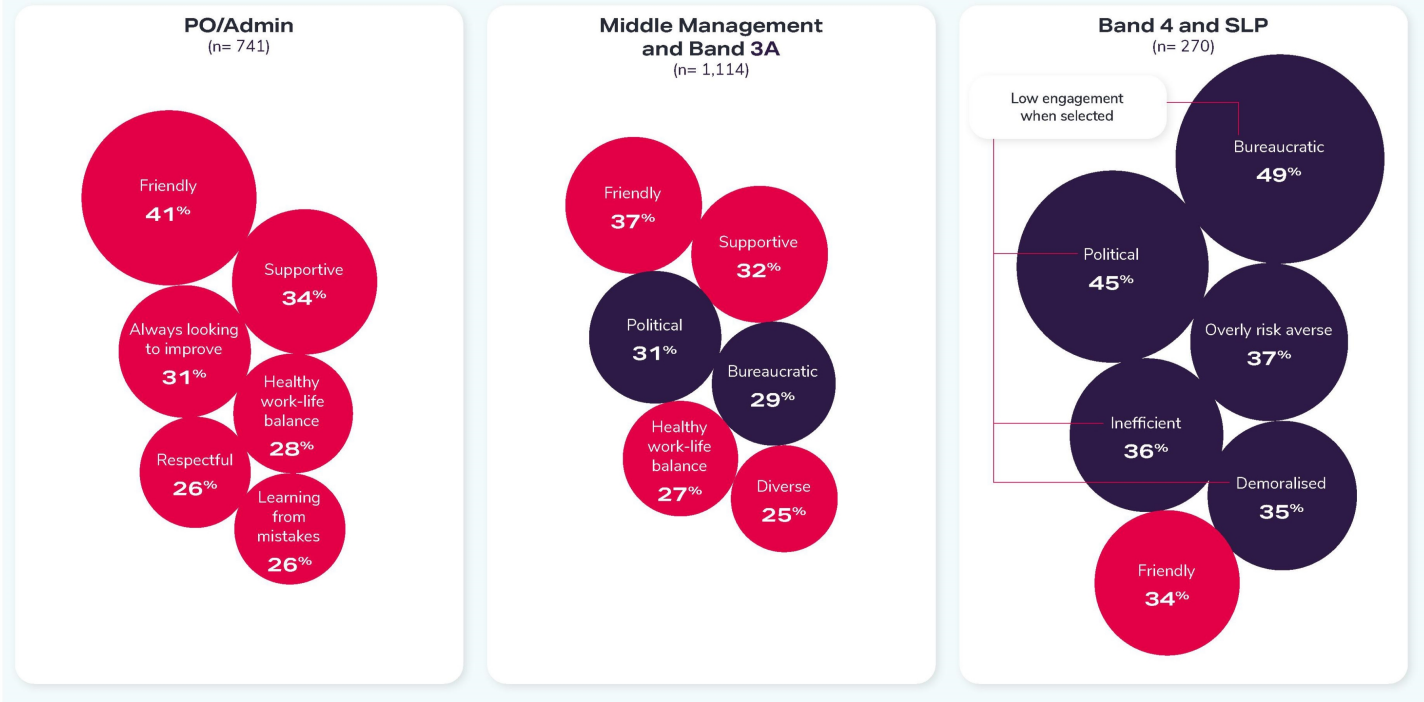 PO/Admin
(n= 741)
Friendly
41%
Supportive
34%
Always looking
to improve
31%
Healthy
work-life
balance
28%
Respectful
26%
Learning
from
mistakes
26%
Middle Management
and Band 3A
(n= 1,114)
Friendly
37%
Supportive
32%
Political
31%
Bureaucratic
29%
Healthy
work-life
balance
27%
Diverse
25%
Band 4 and SLP
(n= 270)
Low engagement
when selected
Bureaucratic
49%
Political
45%
Overly risk averse
37%
Inefficient
36%
Demoralised
35%
Friendly
34%